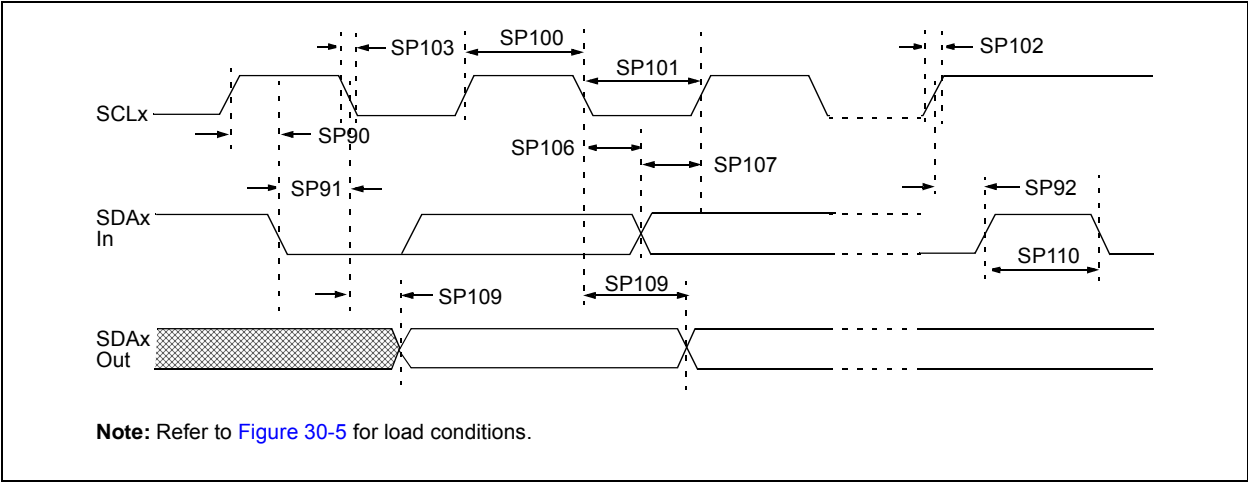 SP103
SP100
SP102
SP101
SCLx
SP90
SP106
SP107
SP91
SP92
SDAx
In
SP110
SP109
SP109
SDAx
Out
Note: Refer to Figure 30-5 for load conditions.